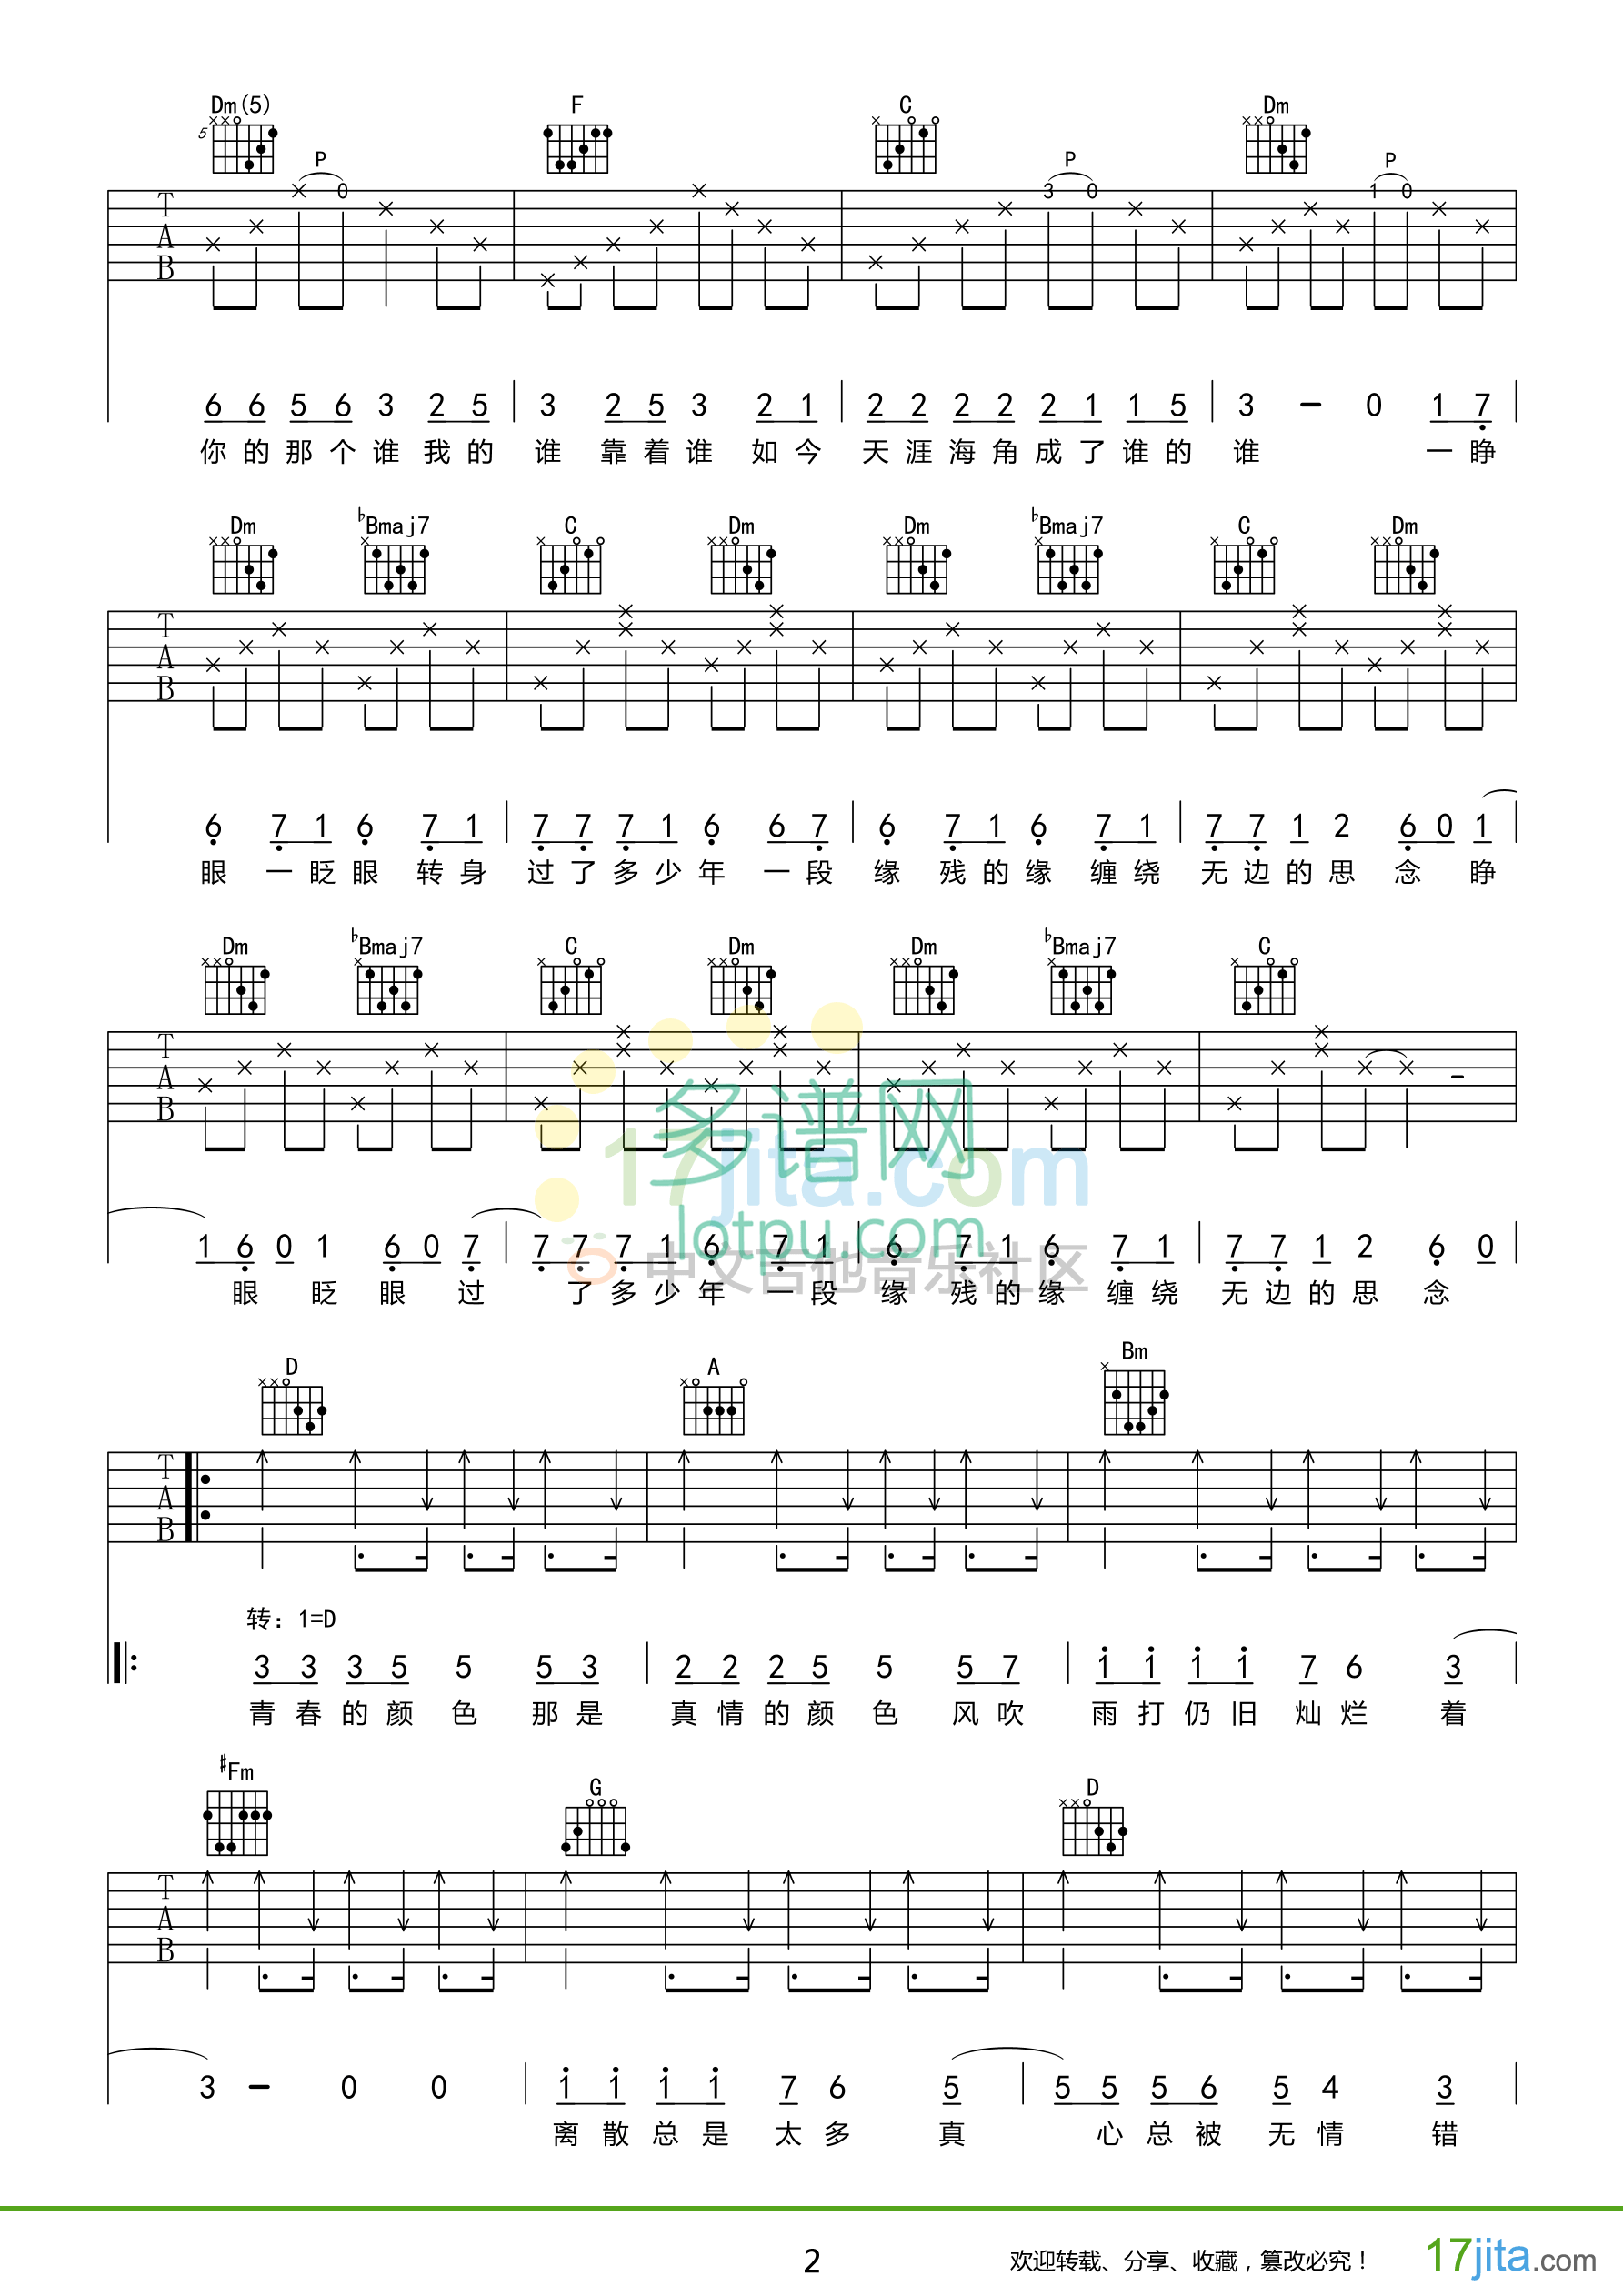 Dm(5) F C Dm
5
P P P
T × × × 0 × × × × × × × × × × × × × × × 3 0 × × × × × × 1 0 × ×
A
B
6 6 5 6 3 2 5 3 2 5 3 2 1 2 2 2 2 2 1 1 5 3 - 0 1 7
你的那个谁我的 谁 靠着谁 如今 天涯海角成了谁的 谁 一睁
Dm ♭Bmaj7 C Dm Dm ♭Bmaj7 C Dm
T
A
B
6 7 1 6 7 1 7 7 7 1 6 6 7 6 7 1 6 7 1 7 7 1 2 6 0 1
眼 一眨眼 转身 过了多少年 一段 缘 残的缘 缠绕 无边的思 念 睁
Dm ♭Bmaj7 C Dm Dm ♭Bmaj7 C
T
A
B
1 6 0 1 6 0 7 7 7 7 1 6 7 1 6 7 1 6 7 1 7 7 1 2 6 0
眼 眨 眼 过 了多少年 一段 缘 残的缘 缠绕 无边的思 念
多谱网
17jita.com
lotpu.com
中文吉他音乐社区
D A Bm
T
A
B
转: 1=D
3 3 3 5 5 5 3 2 2 2 5 5 5 7 1 1 1 1 7 6 3
青春的颜 色 那是 真情的颜 色 风吹 雨打仍旧 灿烂 着
#Fm G D
T
A
B
3 - 0 0 1 1 1 1 7 6 5 5 5 5 6 5 4 3
离散总是 太多 真 心总被 无情 错
2
欢迎转载、分享、收藏，篡改必究！
17jita.com